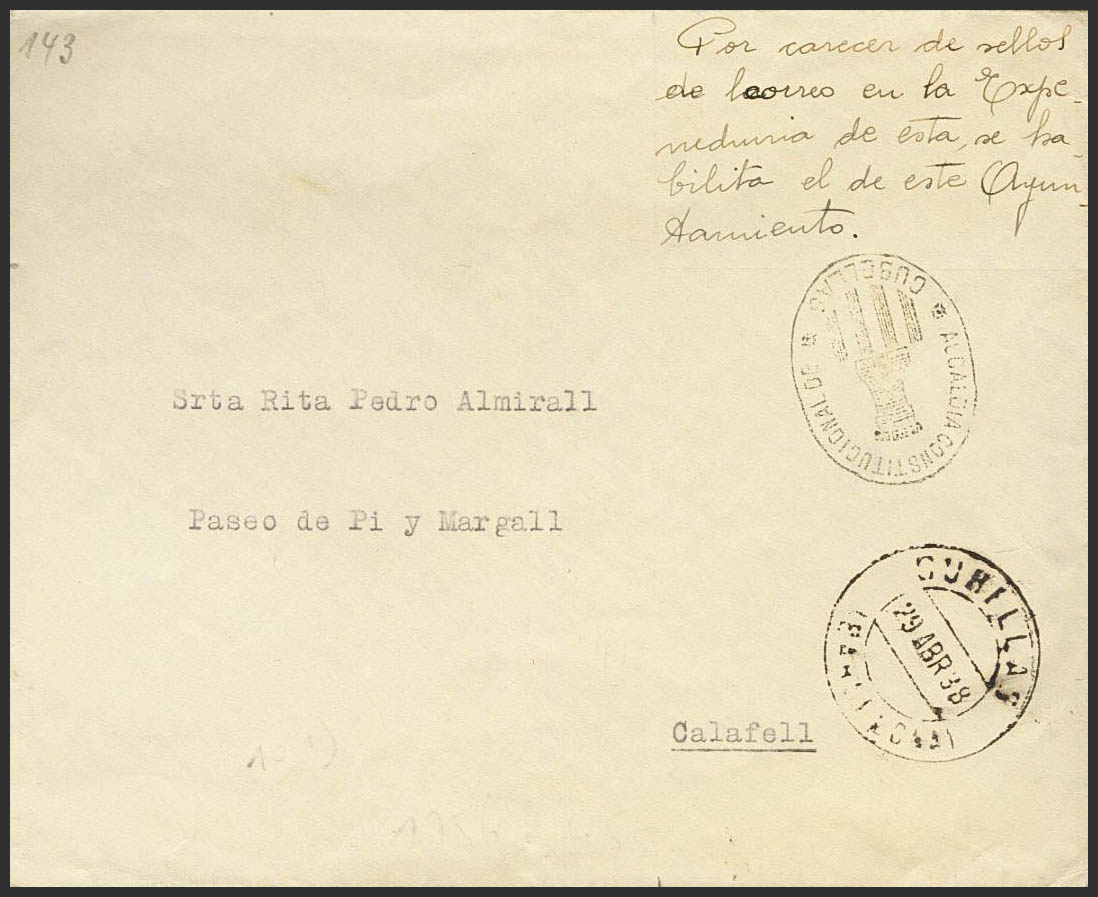 143
Por carecer de sellos
de correo en la Expe-
neduria de esta, se ha-
bilita el de este Ayun-
tamiento.
ALCALDIA CONSTITUCIONAL DE CUBELLAS
Srta Rita Pedro Almirall
Paseo de Pi y Margall
29 ABR 38
Calafell